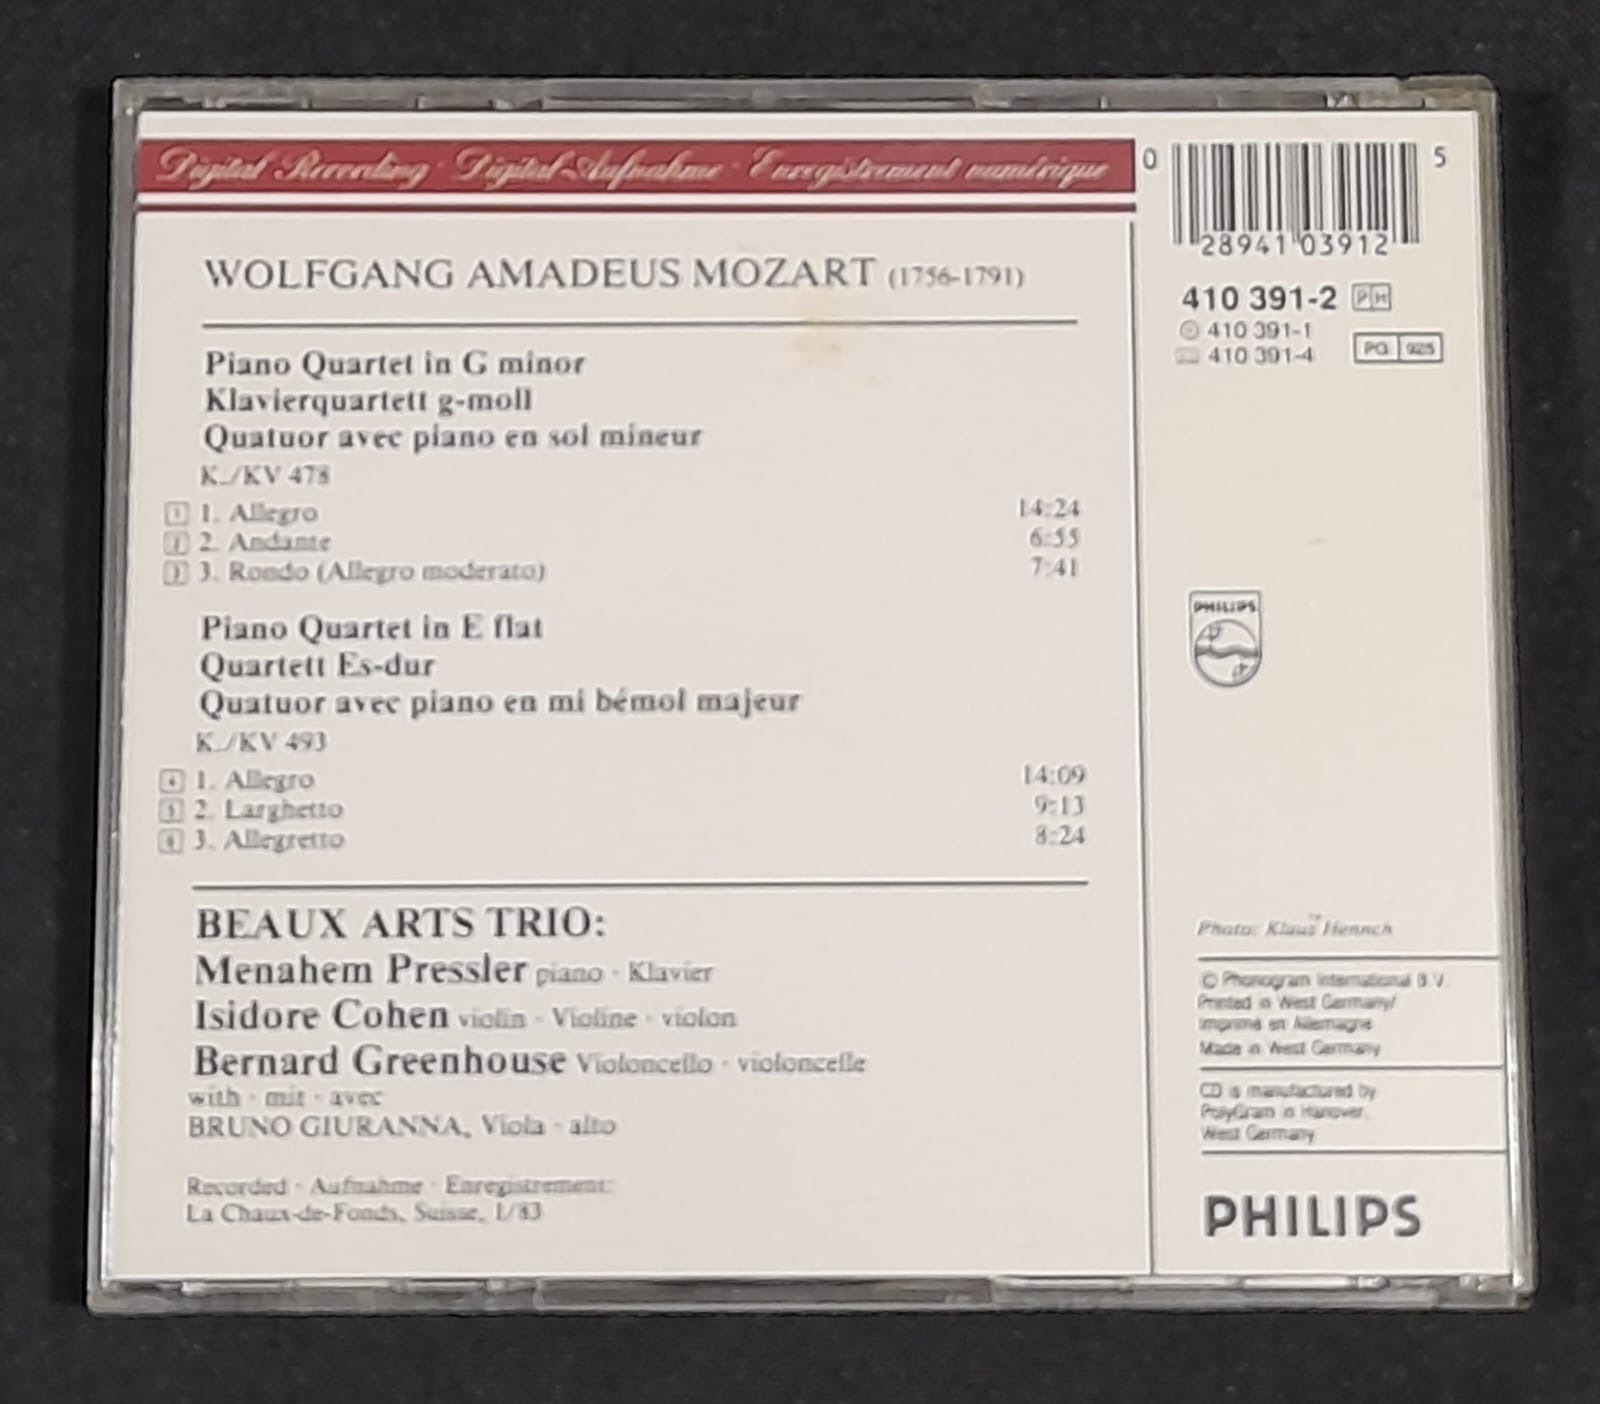 Digital Recording · Digital-Aufnahme · Enregistrement numérique
WOLFGANG AMADEUS MOZART (1756-1791)
Piano Quartet in G minor
Klavierquartett g-moll
Quatuor avec piano en sol mineur
K./KV 478
1 1. Allegro 14:24
2 2. Andante 6:55
3 3. Rondo (Allegro moderato) 7:41
Piano Quartet in E flat
Quartett Es-dur
Quatuor avec piano en mi bémol majeur
K./KV 493
4 1. Allegro 14:09
5 2. Larghetto 9:13
6 3. Allegretto 8:24
BEAUX ARTS TRIO:
Menahem Pressler piano · Klavier
Isidore Cohen violin · Violine · violon
Bernard Greenhouse Violoncello · violoncelle
with · mit · avec
BRUNO GIURANNA, Viola · alto
Recorded · Aufnahme · Enregistrement:
La Chaux-de-Fonds, Suisse, 1/83
0 28941 03912 5
410 391-2 PH
410 391-1
410 391-4
PG 925
PHILIPS
Photo: Klaus Hennch
© Phonogram International B.V.
Printed in West Germany/
Imprimé en Allemagne
Made in West Germany
CD is manufactured by
PolyGram in Hanover,
West Germany
PHILIPS